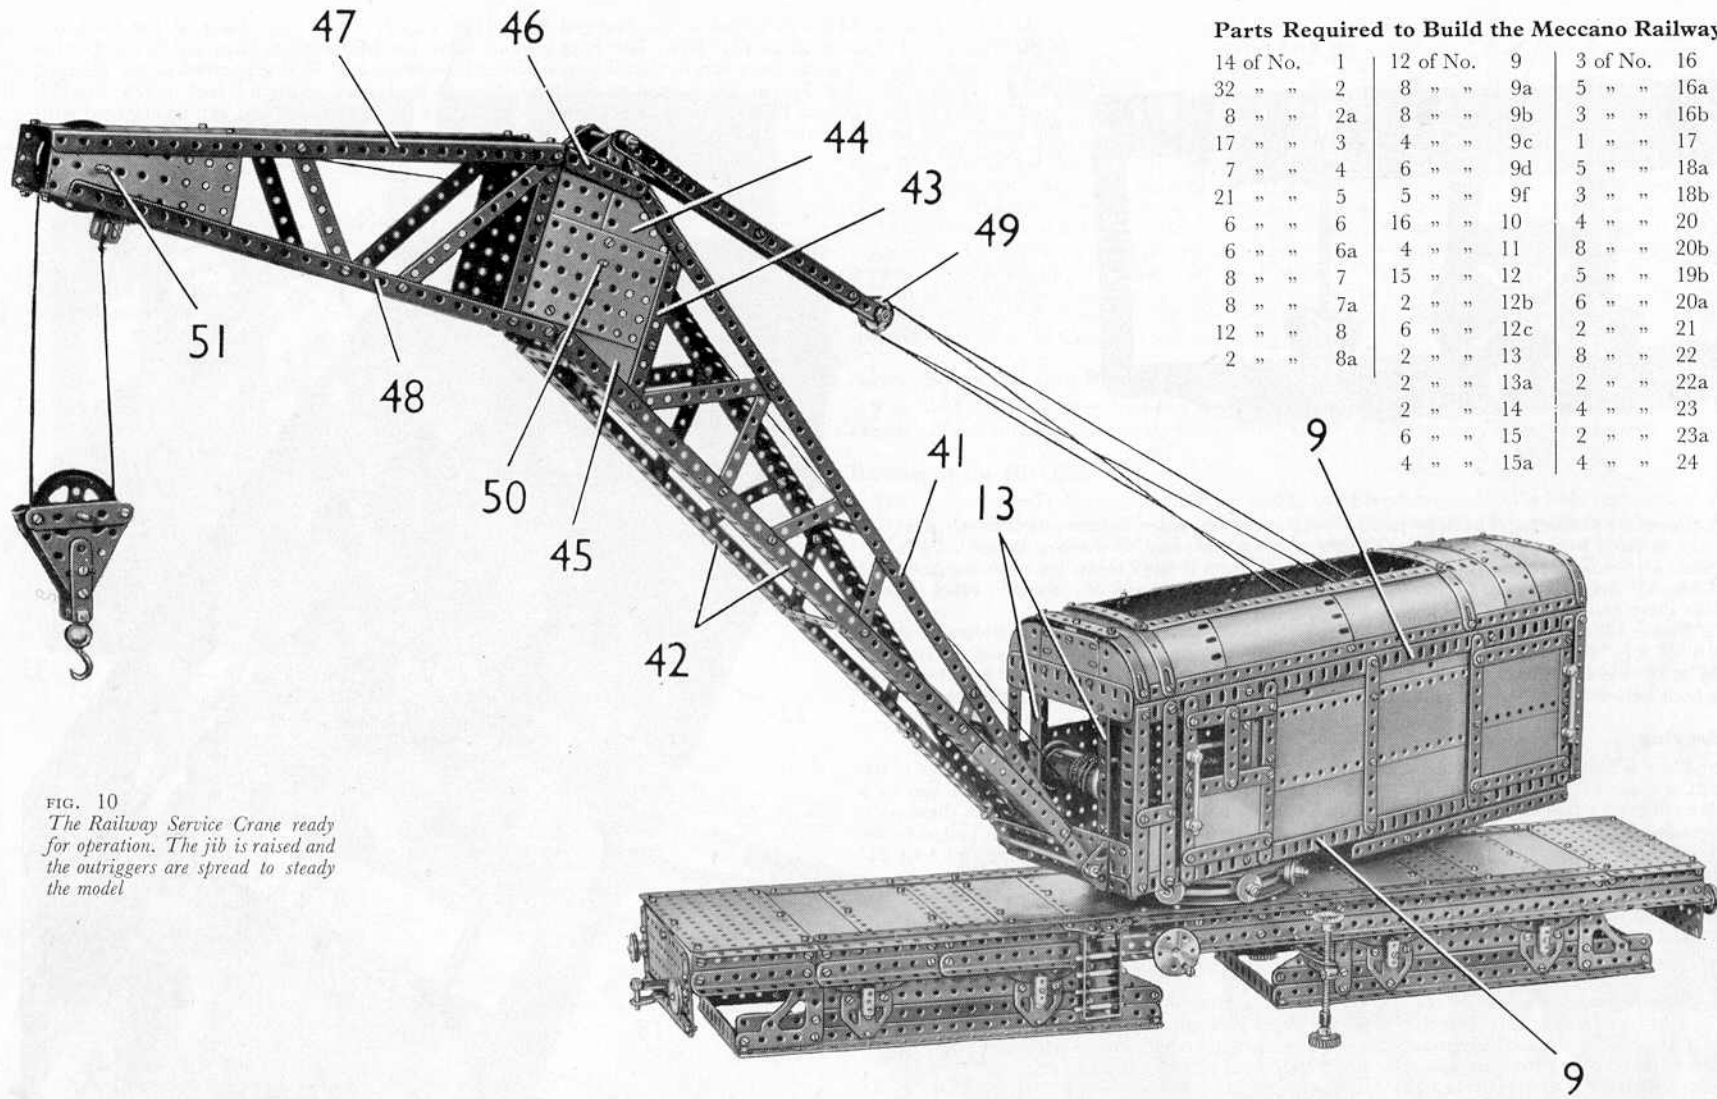 Parts Required to Build the Meccano Railway
14 of No. 1 12 of No. 9 3 of No. 16
32 " " 2 8 " " 9a 5 " " 16a
8 " " 2a 8 " " 9b 3 " " 16b
17 " " 3 4 " " 9c 1 " " 17
7 " " 4 6 " " 9d 5 " " 18a
21 " " 5 5 " " 9f 3 " " 18b
6 " " 6 16 " " 10 4 " " 20
6 " " 6a 4 " " 11 8 " " 20b
8 " " 7 15 " " 12 5 " " 19b
8 " " 7a 2 " " 12b 6 " " 20a
12 " " 8 6 " " 12c 2 " " 21
2 " " 8a 2 " " 13 8 " " 22
2 " " 13a 2 " " 22a
2 " " 14 4 " " 23
6 " " 15 2 " " 23a
4 " " 15a 4 " " 24
47
46
44
43
49
51
48
50
45
41
13
9
42
9
FIG. 10
The Railway Service Crane ready
for operation. The jib is raised and
the outriggers are spread to steady
the model